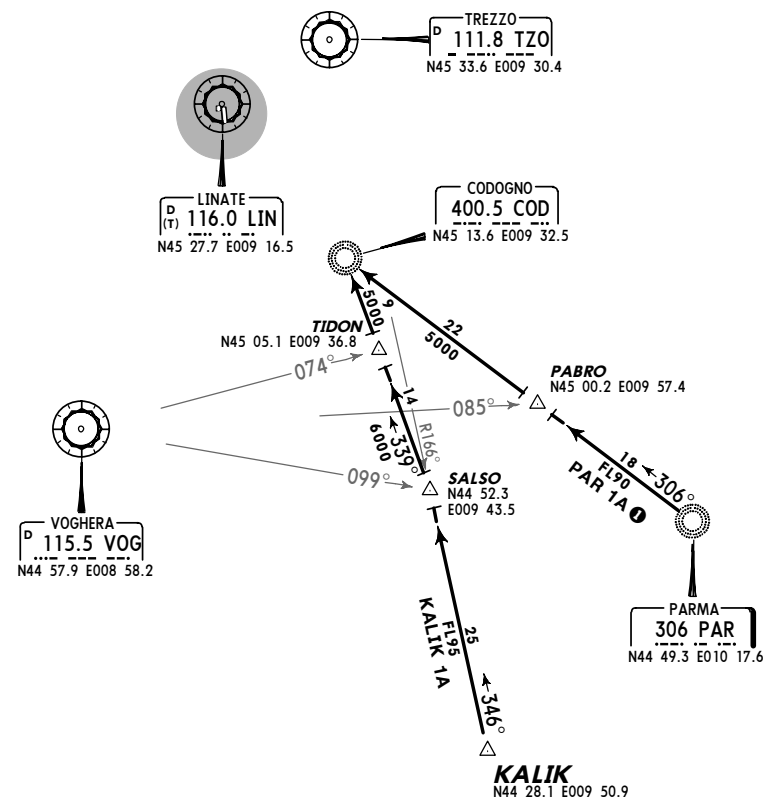 TREZZO
D 111.8 TZO
N45 33.6 E009 30.4
LINATE
D
(T) 116.0 LIN
N45 27.7 E009 16.5
CODOGNO
400.5 COD
N45 13.6 E009 32.5
9
5000
22
5000
TIDON
N45 05.1 E009 36.8
074°
PABRO
N45 00.2 E009 57.4
085°
14
339°
6000
R166°
099°
SALSO
N44 52.3
E009 43.5
18
306°
FL90
PAR 1A 1
VOGHERA
D 115.5 VOG
N44 57.9 E008 58.2
PARMA
306 PAR
N44 49.3 E010 17.6
25
FL95
KALIK 1A
346°
KALIK
N44 28.1 E009 50.9